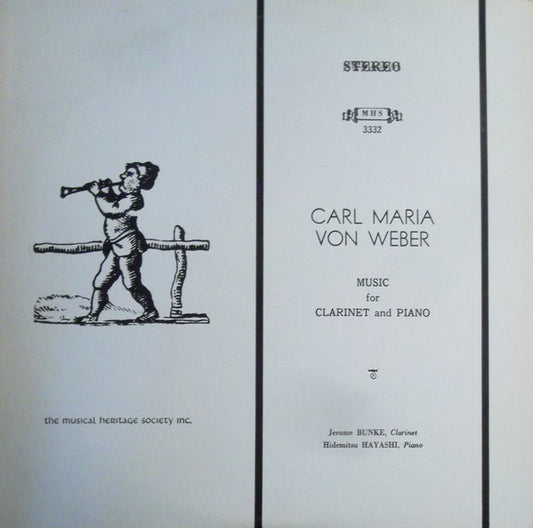 STEREO
MHS
3332
CARL MARIA
VON WEBER
MUSIC
for
CLARINET and PIANO
Jerome BUNKE, Clarinet
Hidemitsu HAYASHI, Piano
the musical heritage society inc.